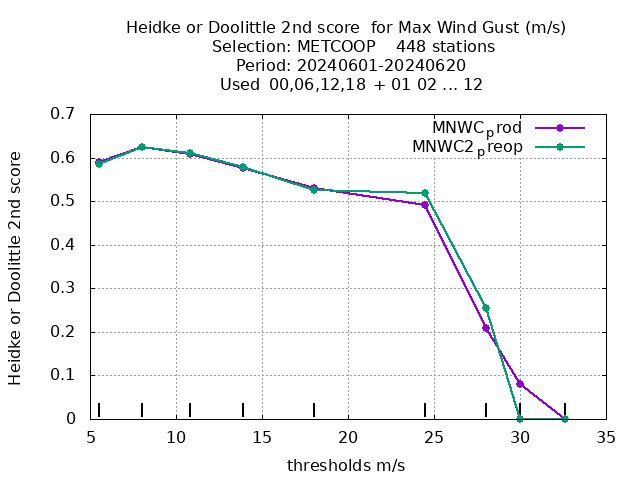 Heidke or Doolittle 2nd score  for Max Wind Gust (m/s)
Selection: METCOOP    448 stations
Period: 20240601-20240620
Used  00,06,12,18  + 01 02 ... 12
Heidke or Doolittle 2nd score
0.7
0.6
0.5
0.4
0.3
0.2
0.1
0
MNWCprod
MNWC2preop
5 10 15 20 25 30 35
thresholds m/s